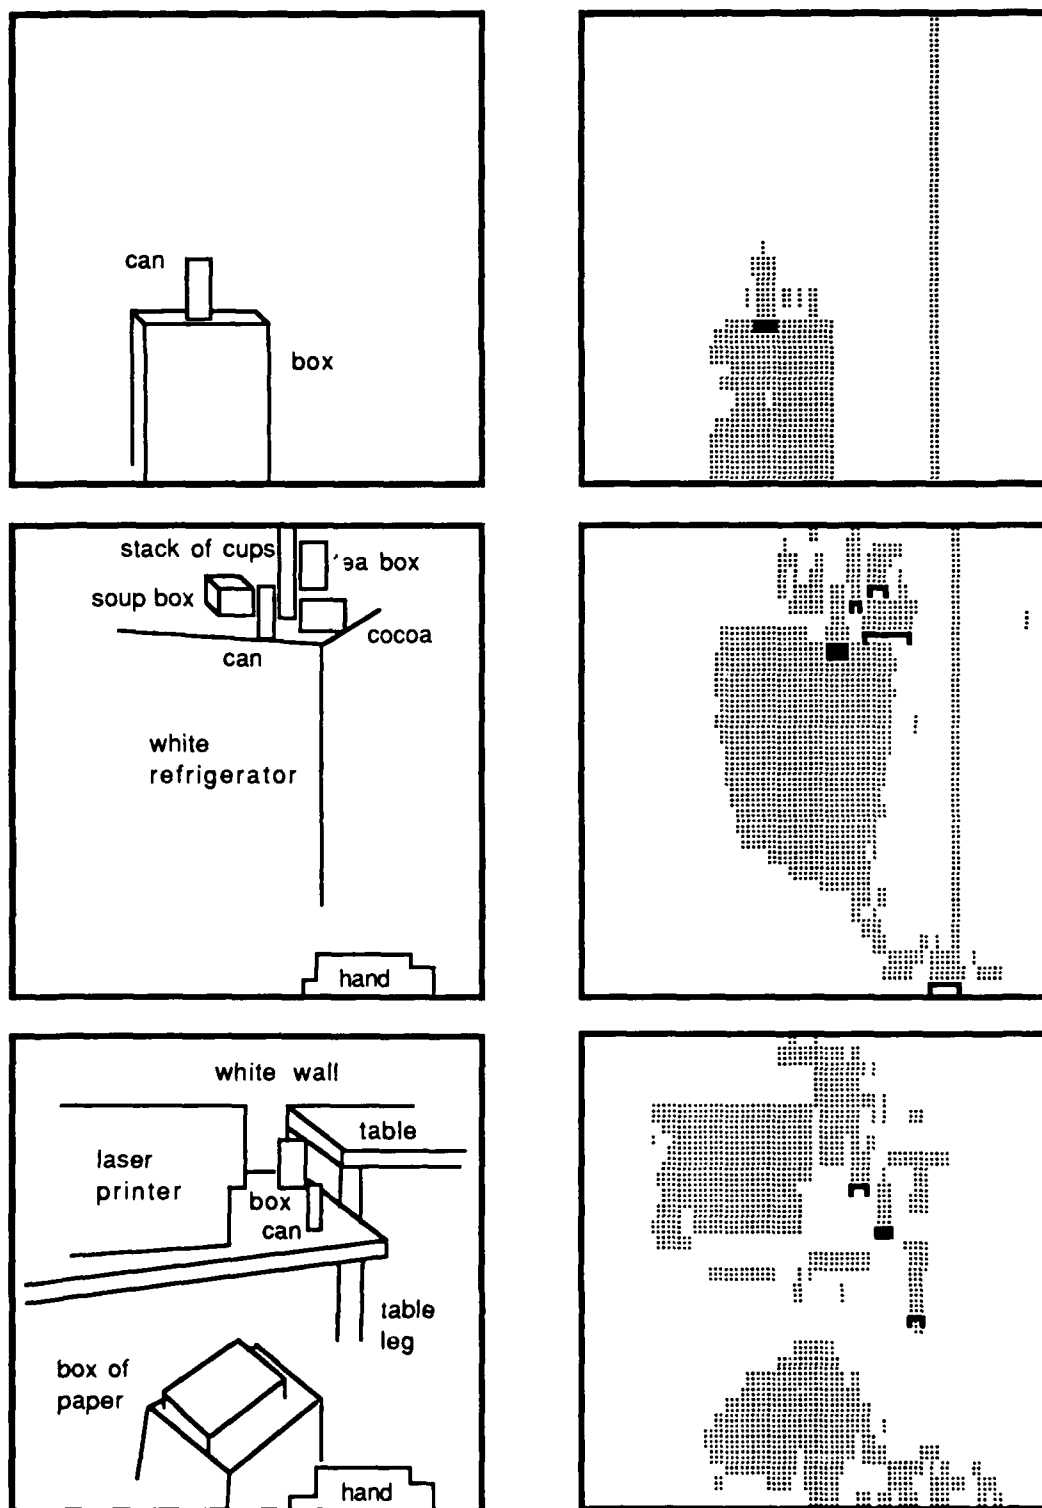 can
box
stack of cups
'ea box
soup box
cocoa
can
white
refrigerator
hand
white wall
table
laser
printer
box
can
table
leg
box of
paper
hand